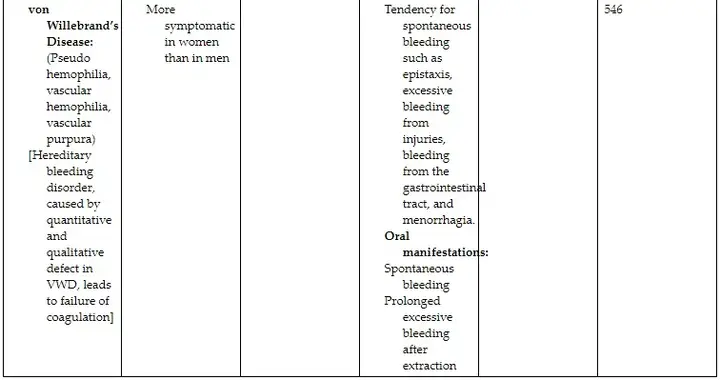 von
Willebrand's
Disease:
(Pseudo
hemophilia,
vascular
hemophilia,
vascular
purpura)
[Hereditary
bleeding
disorder,
caused by
quantitative
and
qualitative
defect in
VWD, leads
to failure of
coagulation]
More
symptomatic
in women
than in men
Tendency for
spontaneous
bleeding
such as
epistaxis,
excessive
bleeding
from
injuries,
bleeding
from the
gastrointestinal
tract, and
menorrhagia.
Oral
manifestations:
Spontaneous
bleeding
Prolonged
excessive
bleeding
after
extraction
546